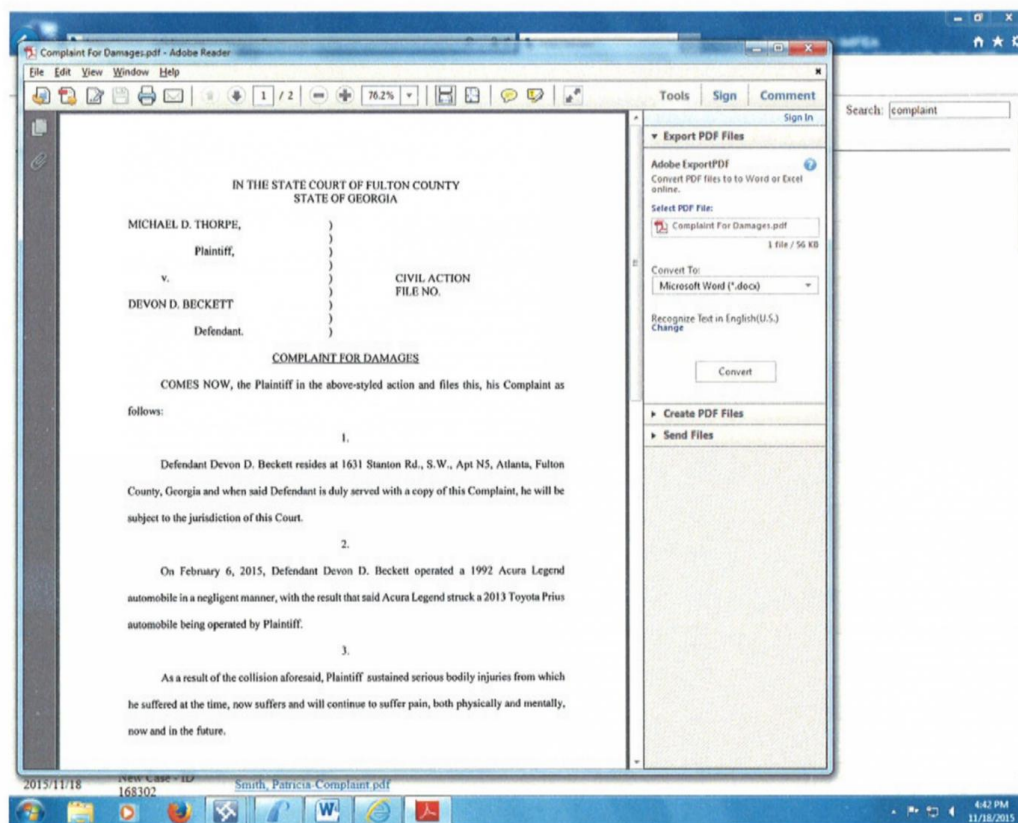 Complaint For Damages.pdf - Adobe Reader
File Edit View Window Help
1 / 2 76.2% Tools Sign Comment
Search: complaint
Sign In
Export PDF Files
Adobe ExportPDF
Convert PDF files to to Word or Excel
online.
Select PDF File:
Complaint For Damages.pdf
1 file / 56 KB
Convert To:
Microsoft Word (*.docx)
Recognize Text in English(U.S.)
Change
Convert
Create PDF Files
Send Files
IN THE STATE COURT OF FULTON COUNTY
STATE OF GEORGIA
MICHAEL D. THORPE, )
)
Plaintiff, )
)
v. ) CIVIL ACTION
) FILE NO.
DEVON D. BECKETT )
)
Defendant. )
COMPLAINT FOR DAMAGES
COMES NOW, the Plaintiff in the above-styled action and files this, his Complaint as
follows:
1.
Defendant Devon D. Beckett resides at 1631 Stanton Rd., S.W., Apt N5, Atlanta, Fulton
County, Georgia and when said Defendant is duly served with a copy of this Complaint, he will be
subject to the jurisdiction of this Court.
2.
On February 6, 2015, Defendant Devon D. Beckett operated a 1992 Acura Legend
automobile in a negligent manner, with the result that said Acura Legend struck a 2013 Toyota Prius
automobile being operated by Plaintiff.
3.
As a result of the collision aforesaid, Plaintiff sustained serious bodily injuries from which
he suffered at the time, now suffers and will continue to suffer pain, both physically and mentally,
now and in the future.
2015/11/18 New Case - ID
168302 Smith, Patricia-Complaint.pdf
4:42 PM
11/18/2015